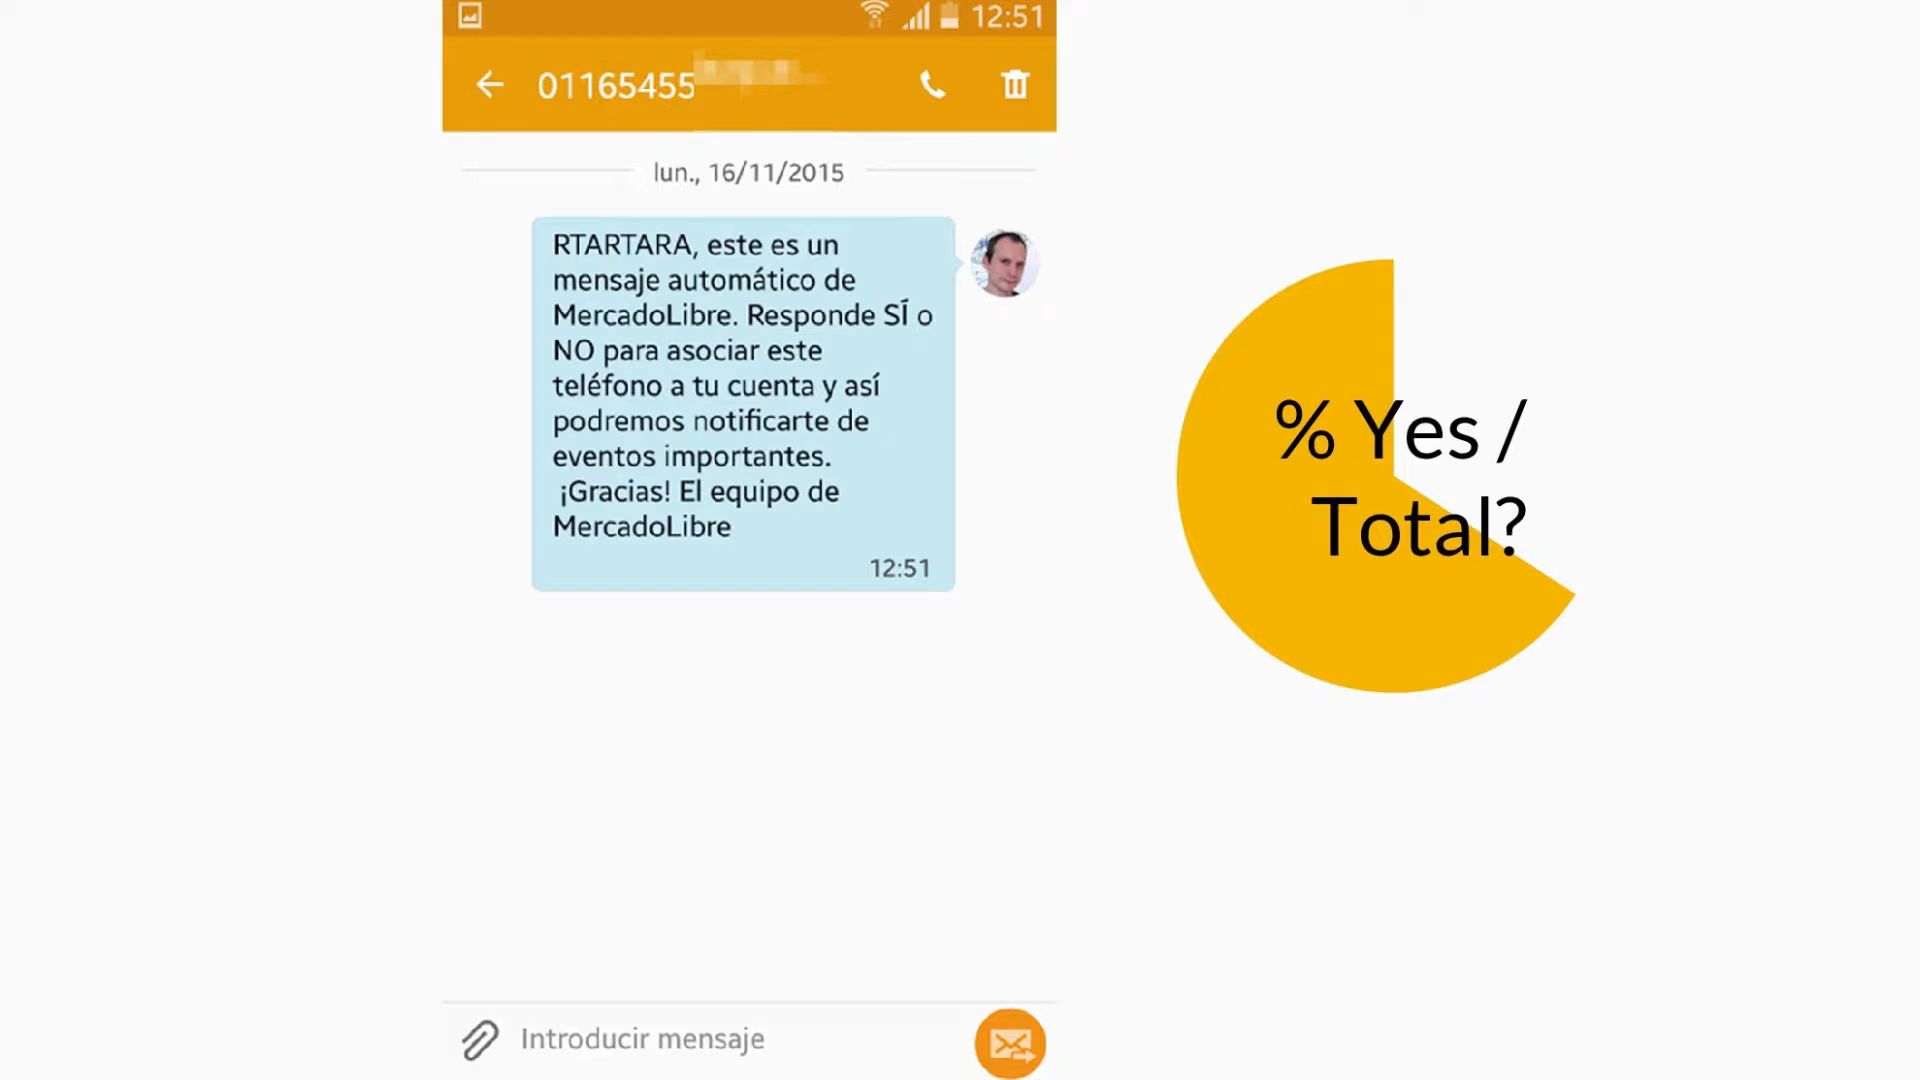 12:51
01165455
lun., 16/11/2015
RTARTARA, este es un
mensaje automático de
MercadoLibre. Responde SÍ o
NO para asociar este
teléfono a tu cuenta y así
podremos notificarte de
eventos importantes.
¡Gracias! El equipo de
MercadoLibre
12:51
Introducir mensaje
% Yes /
Total?